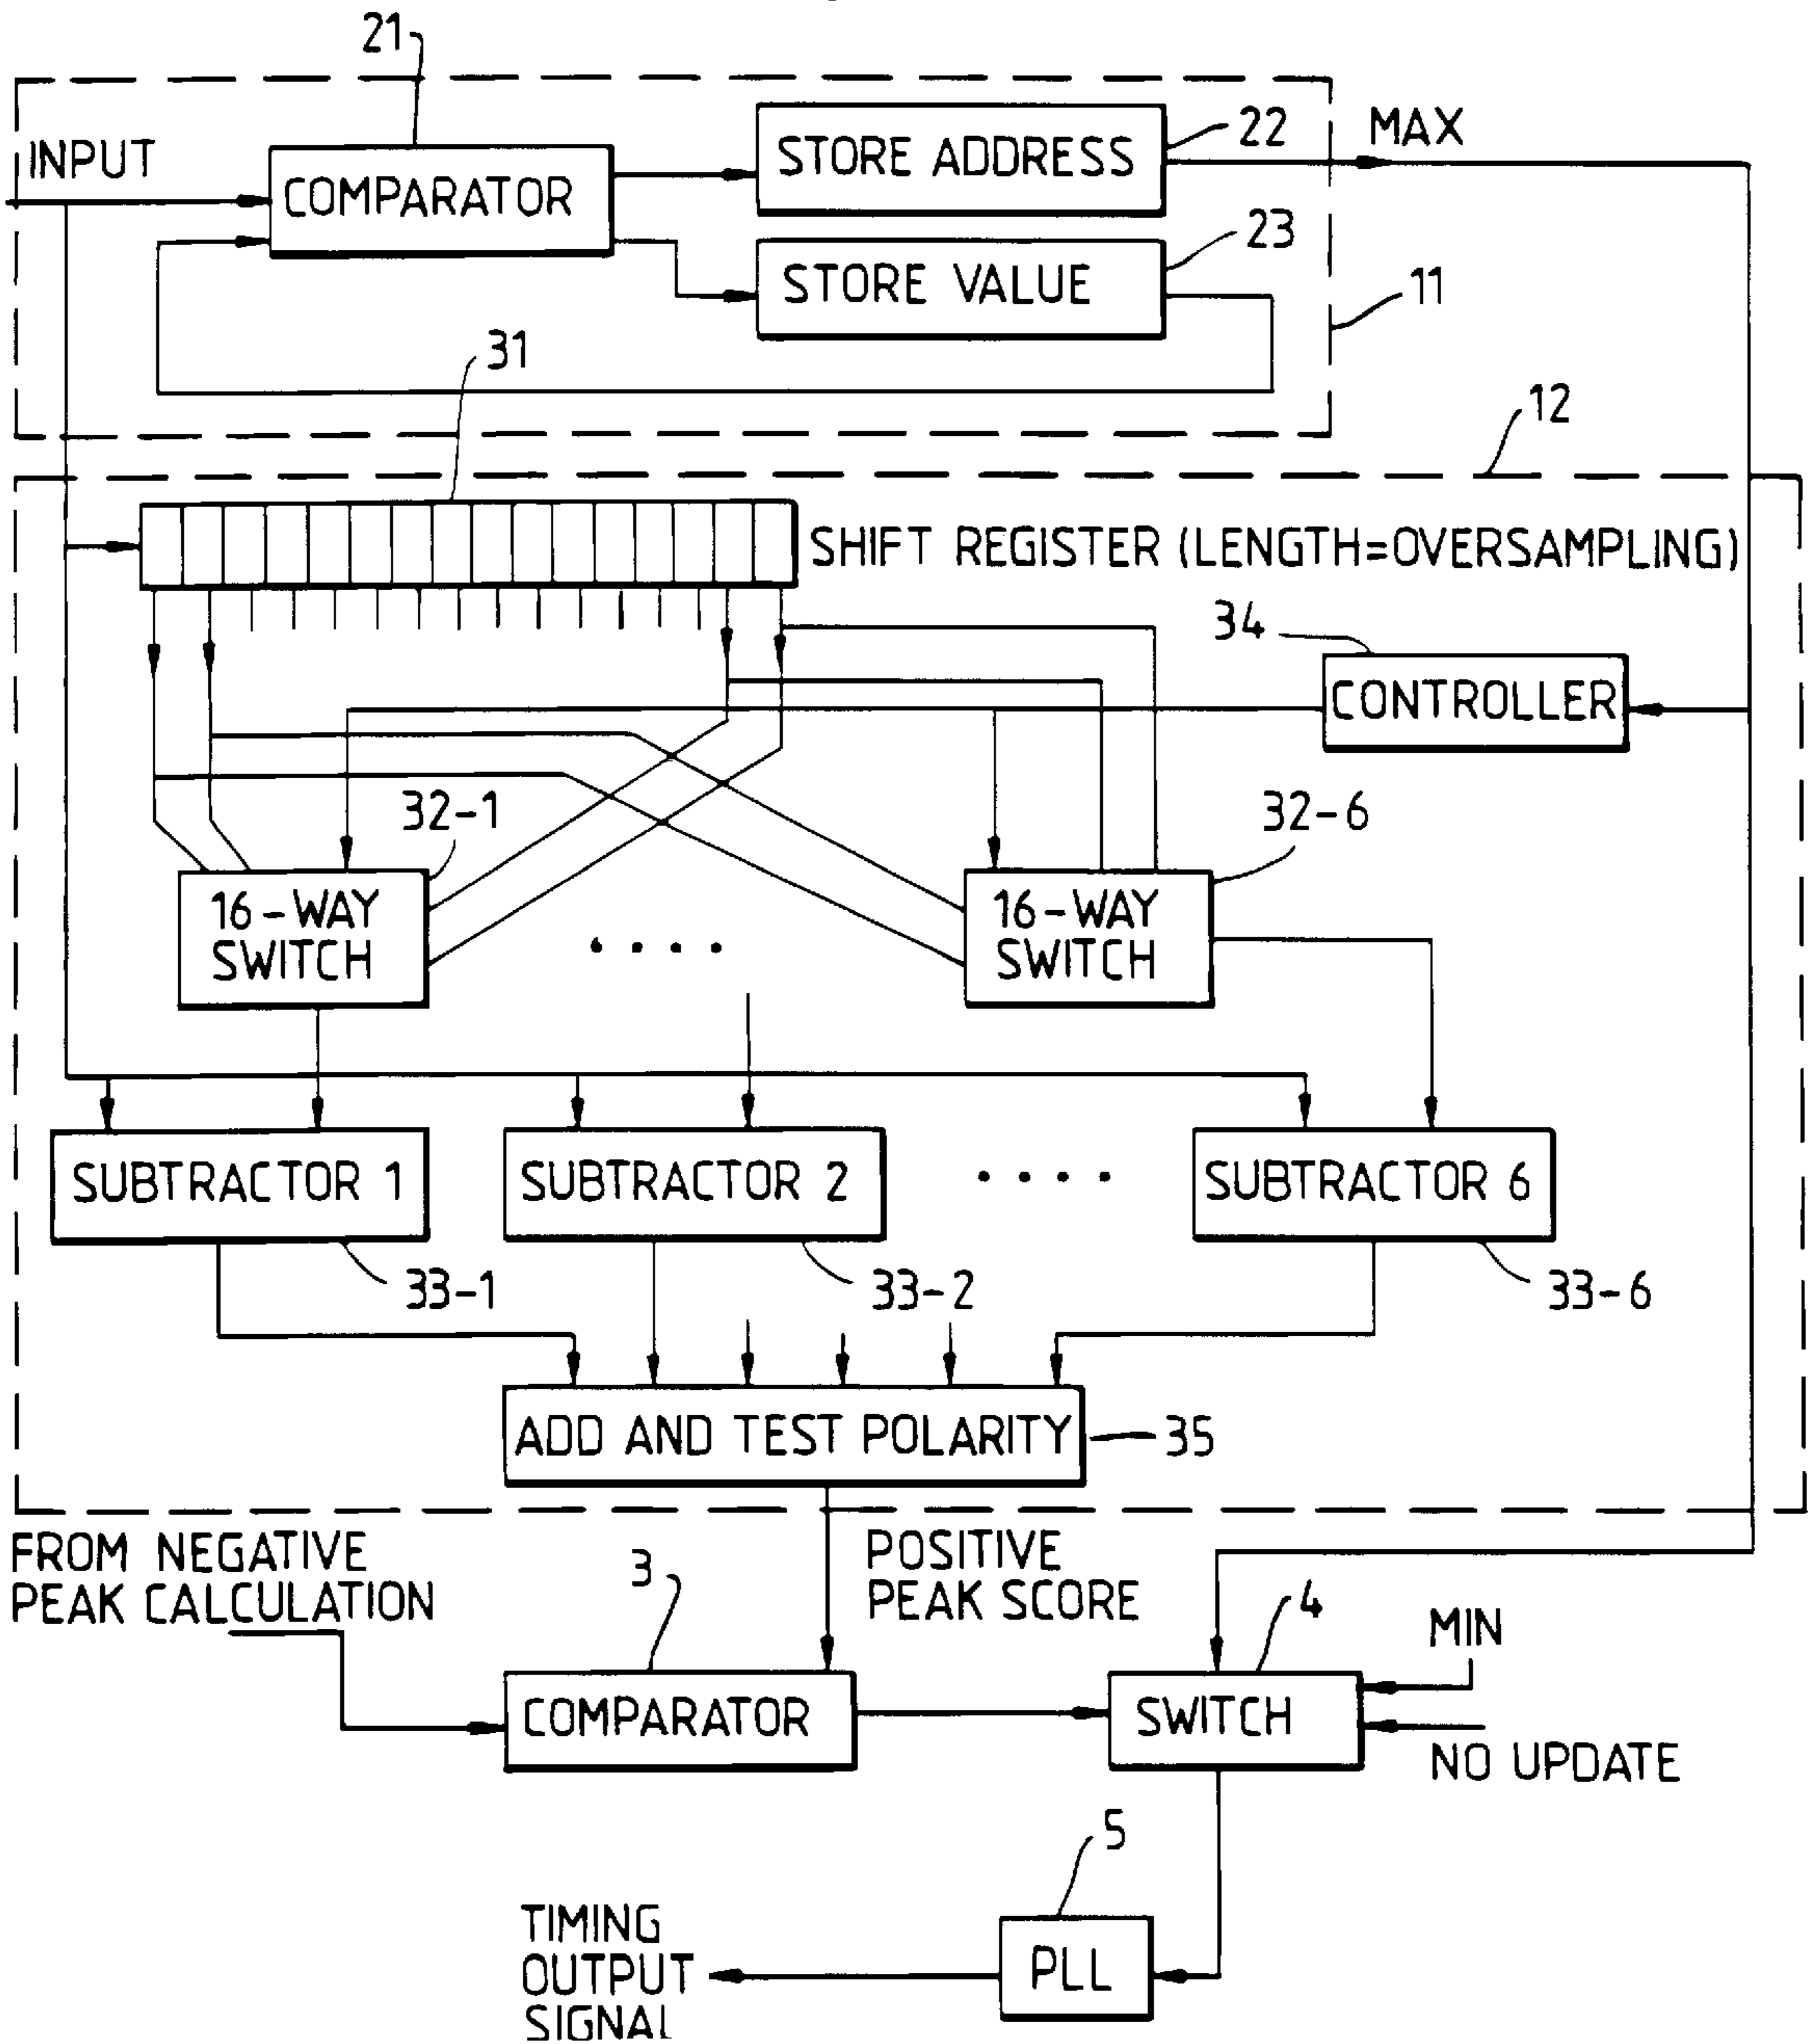 21
INPUT
COMPARATOR
STORE ADDRESS
22
MAX
STORE VALUE
23
11
31
12
SHIFT REGISTER (LENGTH=OVERSAMPLING)
34
CONTROLLER
32-1
32-6
16-WAY
SWITCH
16-WAY
SWITCH
SUBTRACTOR 1
SUBTRACTOR 2
SUBTRACTOR 6
33-1
33-2
33-6
ADD AND TEST POLARITY
35
FROM NEGATIVE
PEAK CALCULATION
3
POSITIVE
PEAK SCORE
4
MIN
COMPARATOR
SWITCH
NO UPDATE
5
TIMING
OUTPUT
SIGNAL
PLL